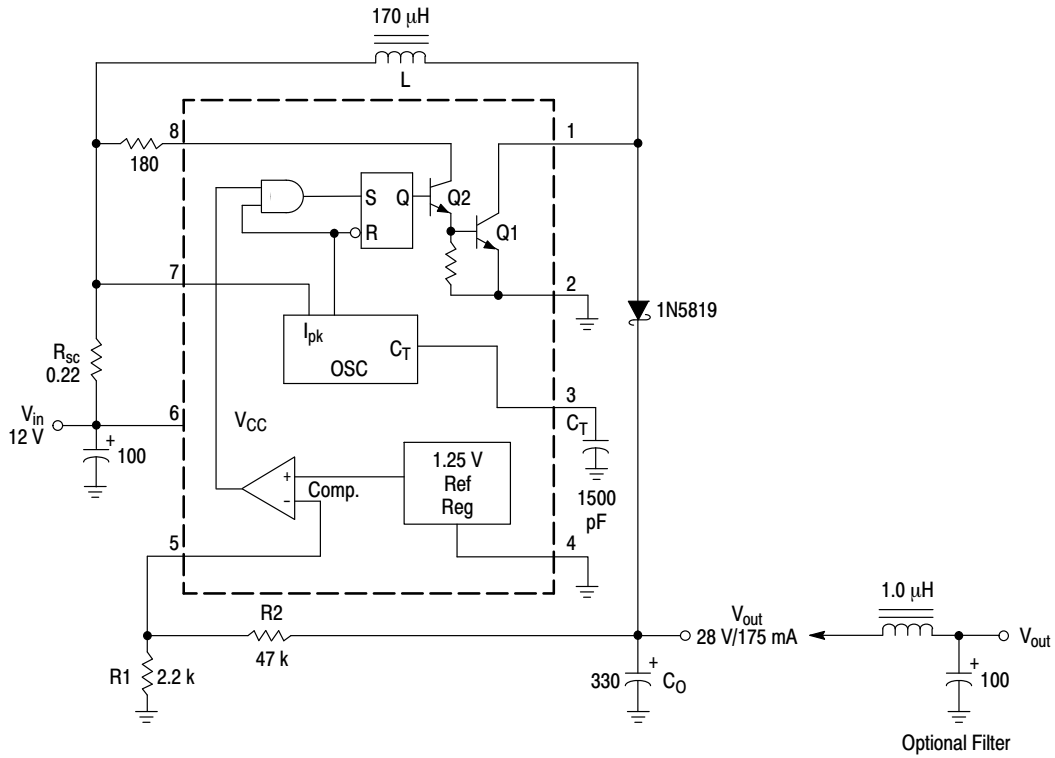 170 μH
L
8
1
180
S
Q
Q2
R
Q1
7
2
1N5819
Ipk
CT
OSC
Rsc
0.22
3
Vin
12 V
6
VCC
CT
100
+
1.25 V
Ref
Reg
+
Comp.
−
1500
pF
5
4
R2
47 k
1.0 μH
Vout
28 V/175 mA
Vout
R1
2.2 k
330
+
CO
+
100
Optional Filter